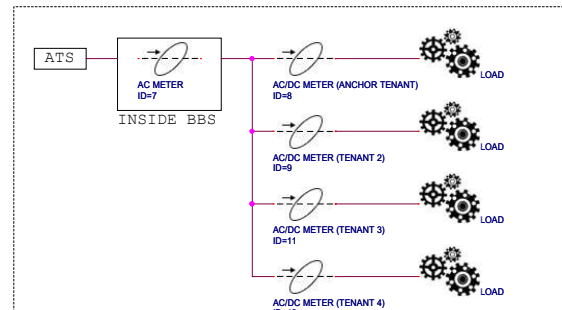 ATS
AC METER
ID=7
INSIDE BBS
AC/DC METER (ANCHOR TENANT)
ID=8
LOAD
AC/DC METER (TENANT 2)
ID=9
LOAD
AC/DC METER (TENANT 3)
ID=11
LOAD
AC/DC METER (TENANT 4)
LOAD